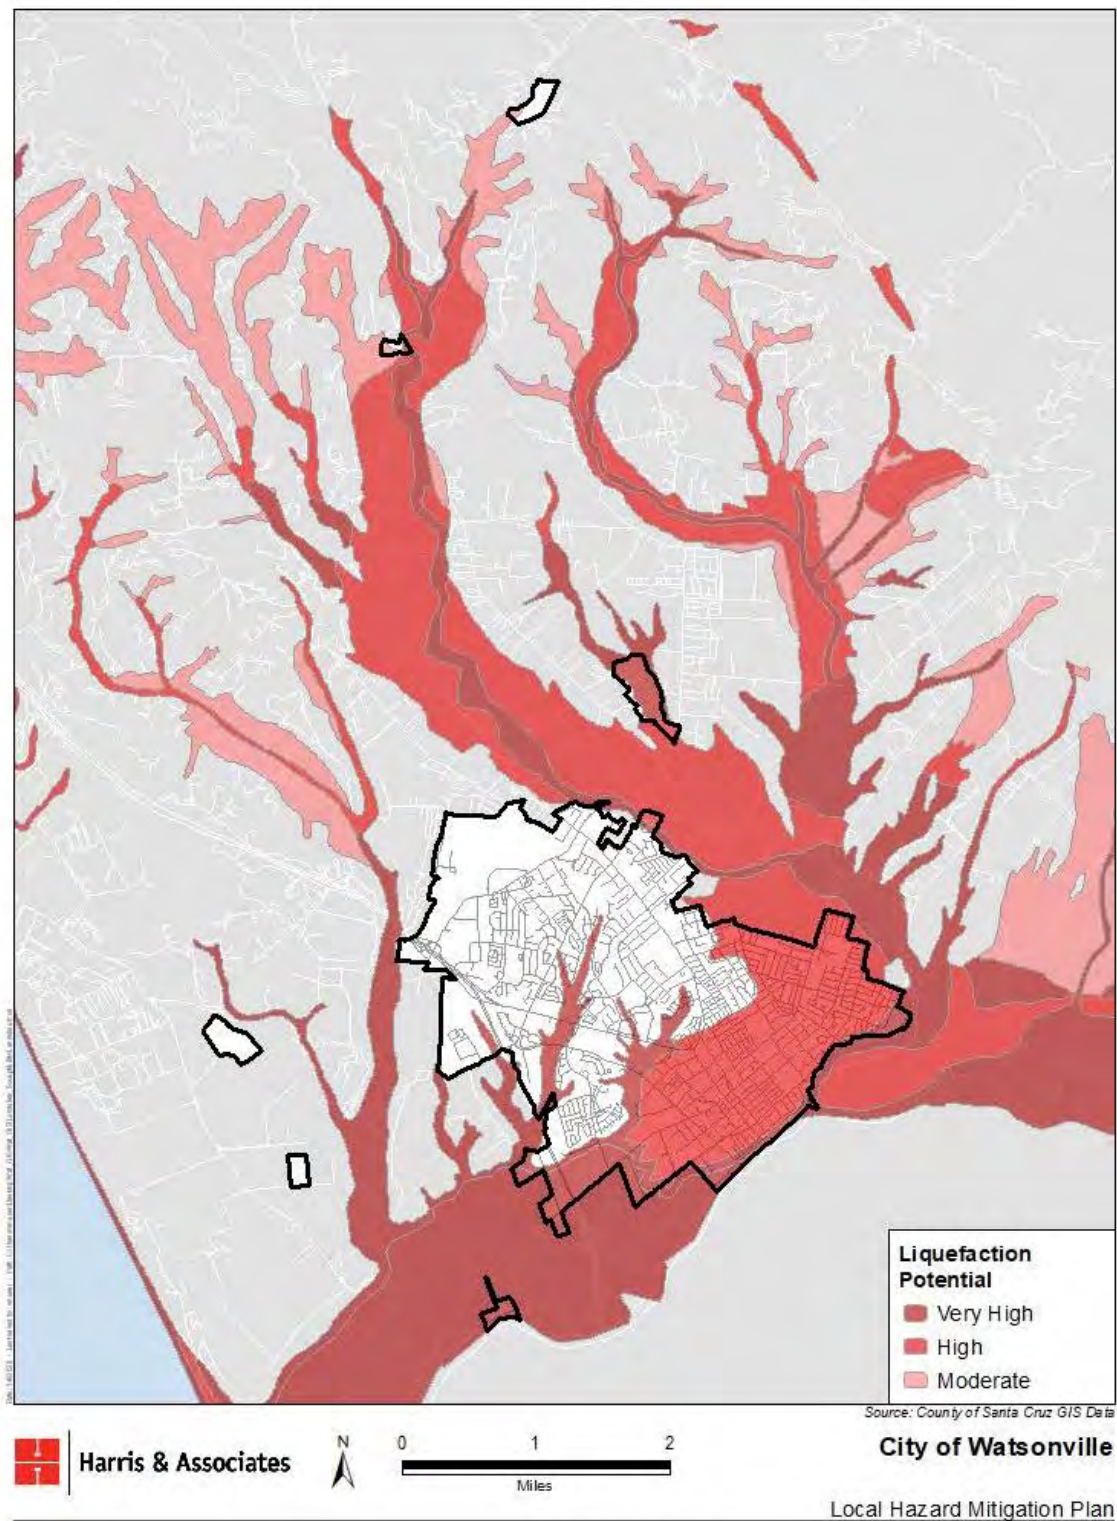 Liquefaction
Potential
Very High
High
Moderate
Source: County of Santa Cruz GIS Data
Harris & Associates
N
0 1 2
Miles
City of Watsonville
Local Hazard Mitigation Plan